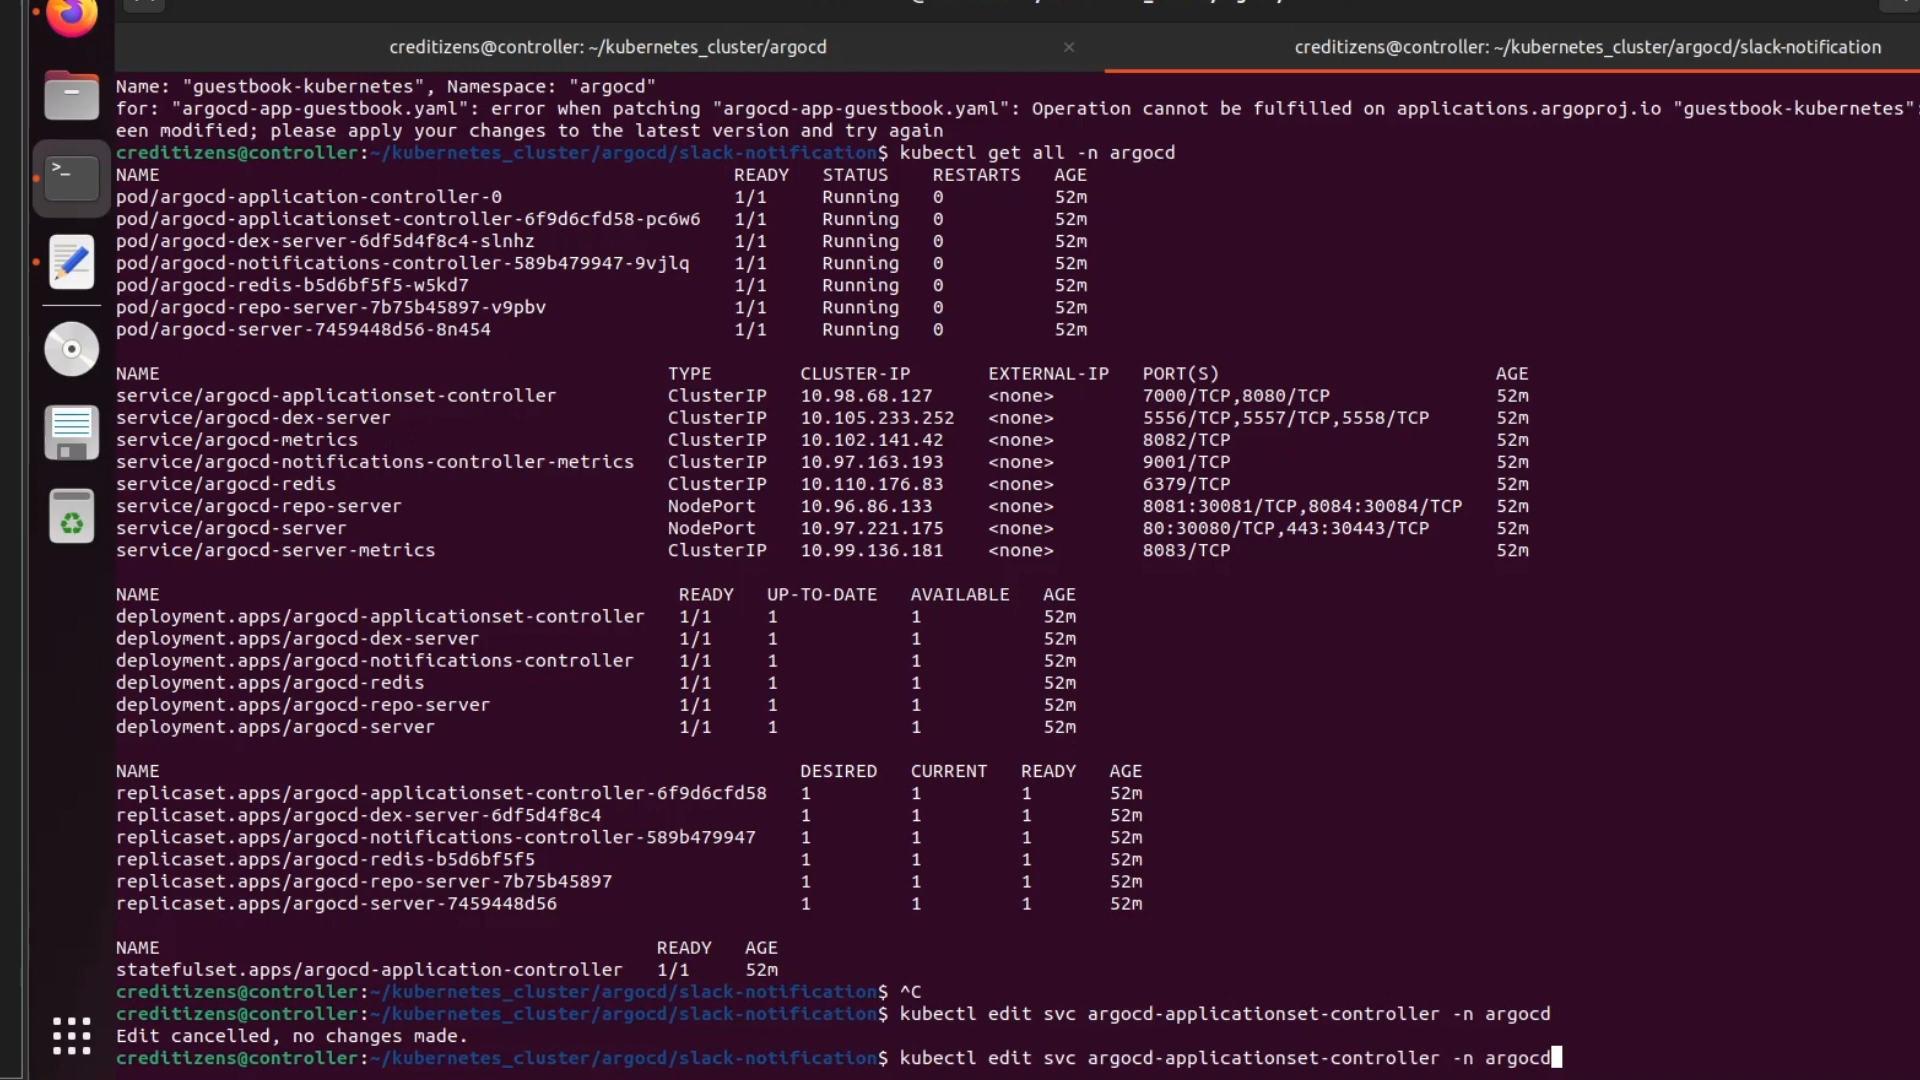 creditizens@controller: ~/kubernetes_cluster/argocd
creditizens@controller: ~/kubernetes_cluster/argocd/slack-notification
Name: "guestbook-kubernetes", Namespace: "argocd"
for: "argocd-app-guestbook.yaml": error when patching "argocd-app-guestbook.yaml": Operation cannot be fulfilled on applications.argoproj.io "guestbook-kubernetes":
een modified; please apply your changes to the latest version and try again
creditizens@controller:~/kubernetes_cluster/argocd/slack-notification$ kubectl get all -n argocd
NAME READY STATUS RESTARTS AGE
pod/argocd-application-controller-0 1/1 Running 0 52m
pod/argocd-applicationset-controller-6f9d6cfd58-pc6w6 1/1 Running 0 52m
pod/argocd-dex-server-6df5d4f8c4-slnhz 1/1 Running 0 52m
pod/argocd-notifications-controller-589b479947-9vjlq 1/1 Running 0 52m
pod/argocd-redis-b5d6bf5f5-w5kd7 1/1 Running 0 52m
pod/argocd-repo-server-7b75b45897-v9pbv 1/1 Running 0 52m
pod/argocd-server-7459448d56-8n454 1/1 Running 0 52m
NAME TYPE CLUSTER-IP EXTERNAL-IP PORT(S) AGE
service/argocd-applicationset-controller ClusterIP 10.98.68.127 <none> 7000/TCP,8080/TCP 52m
service/argocd-dex-server ClusterIP 10.105.233.252 <none> 5556/TCP,5557/TCP,5558/TCP 52m
service/argocd-metrics ClusterIP 10.102.141.42 <none> 8082/TCP 52m
service/argocd-notifications-controller-metrics ClusterIP 10.97.163.193 <none> 9001/TCP 52m
service/argocd-redis ClusterIP 10.110.176.83 <none> 6379/TCP 52m
service/argocd-repo-server NodePort 10.96.86.133 <none> 8081:30081/TCP,8084:30084/TCP 52m
service/argocd-server NodePort 10.97.221.175 <none> 80:30080/TCP,443:30443/TCP 52m
service/argocd-server-metrics ClusterIP 10.99.136.181 <none> 8083/TCP 52m
NAME READY UP-TO-DATE AVAILABLE AGE
deployment.apps/argocd-applicationset-controller 1/1 1 1 52m
deployment.apps/argocd-dex-server 1/1 1 1 52m
deployment.apps/argocd-notifications-controller 1/1 1 1 52m
deployment.apps/argocd-redis 1/1 1 1 52m
deployment.apps/argocd-repo-server 1/1 1 1 52m
deployment.apps/argocd-server 1/1 1 1 52m
NAME DESIRED CURRENT READY AGE
replicaset.apps/argocd-applicationset-controller-6f9d6cfd58 1 1 1 52m
replicaset.apps/argocd-dex-server-6df5d4f8c4 1 1 1 52m
replicaset.apps/argocd-notifications-controller-589b479947 1 1 1 52m
replicaset.apps/argocd-redis-b5d6bf5f5 1 1 1 52m
replicaset.apps/argocd-repo-server-7b75b45897 1 1 1 52m
replicaset.apps/argocd-server-7459448d56 1 1 1 52m
NAME READY AGE
statefulset.apps/argocd-application-controller 1/1 52m
creditizens@controller:~/kubernetes_cluster/argocd/slack-notification$ ^C
creditizens@controller:~/kubernetes_cluster/argocd/slack-notification$ kubectl edit svc argocd-applicationset-controller -n argocd
Edit cancelled, no changes made.
creditizens@controller:~/kubernetes_cluster/argocd/slack-notification$ kubectl edit svc argocd-applicationset-controller -n argocd